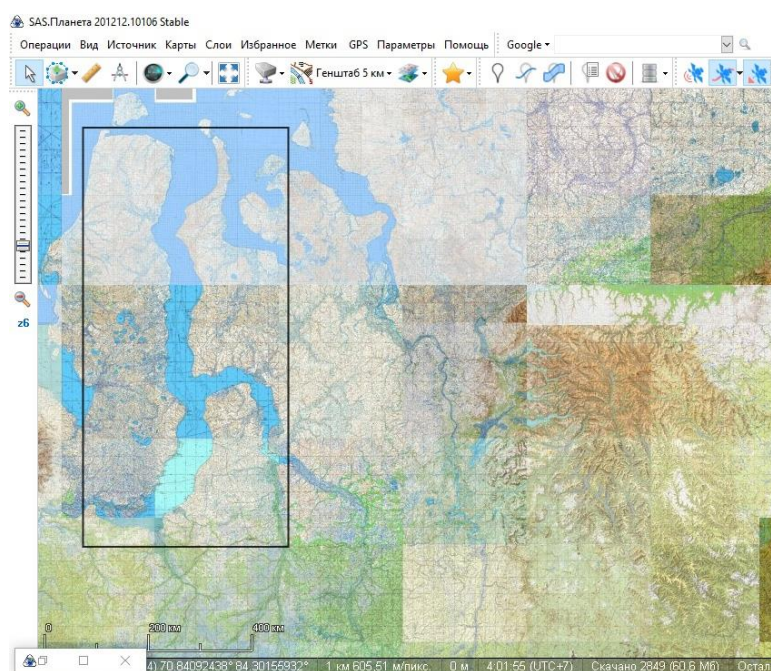 SAS.Планета 201212.10106 Stable
Операции Вид Источник Карты Слои Избранное Метки GPS Параметры Помощь Google
Генштаб 5 км
z6
0 200 км 400 км
4) 70.84092438° 84.30155932° 1 км 605.51 м/пикс. 0 м 4:01:55 (UTC+7) Скачано 2849 (60.6 Мб) Остал